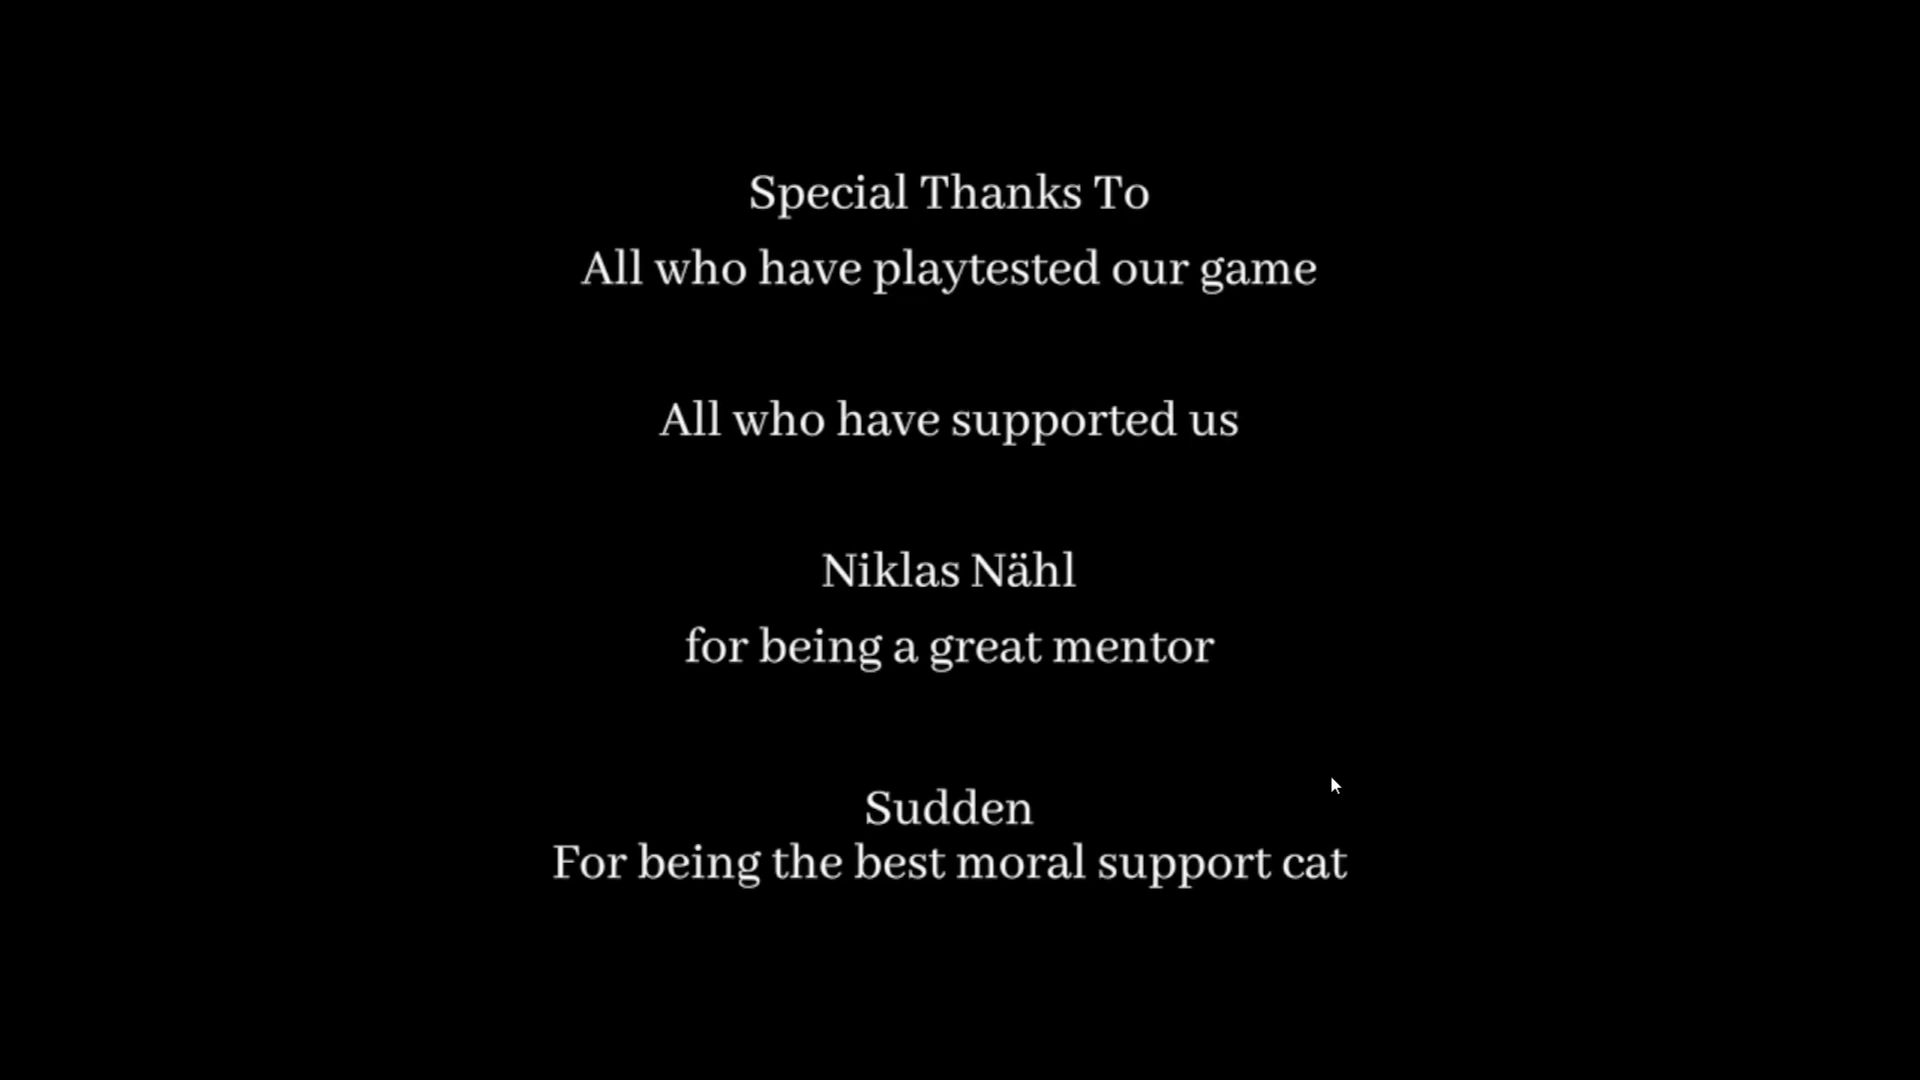 Special Thanks To
All who have playtested our game
All who have supported us
Niklas Nähl
for being a great mentor
Sudden
For being the best moral support cat